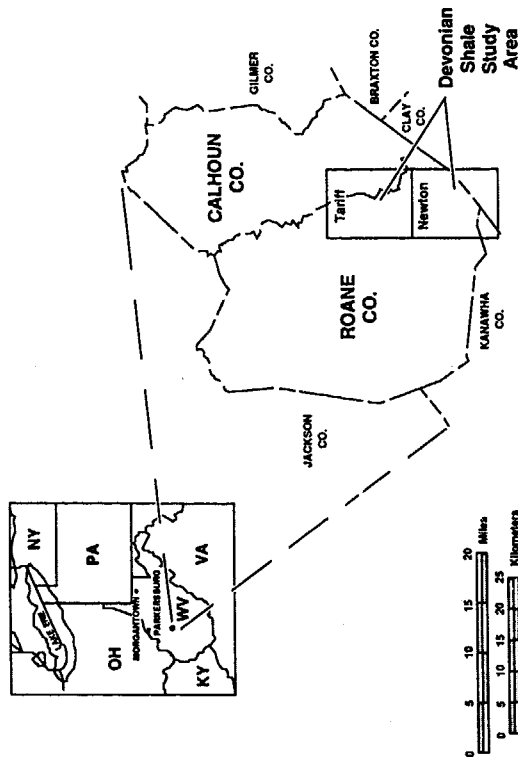 NY
LAKE ERIE
PA
OH
MORGANTOWN
PARKERSBURG
WV
VA
KY
CALHOUN
CO.
GILMER
CO.
BRAXTON CO.
CLAY
CO.
ROANE
CO.
JACKSON
CO.
KANAWHA
CO.
Tariff
Newton
Devonian
Shale
Study
Area
0 5 10 15 20
Miles
0 5 10 15 20 25
Kilometers